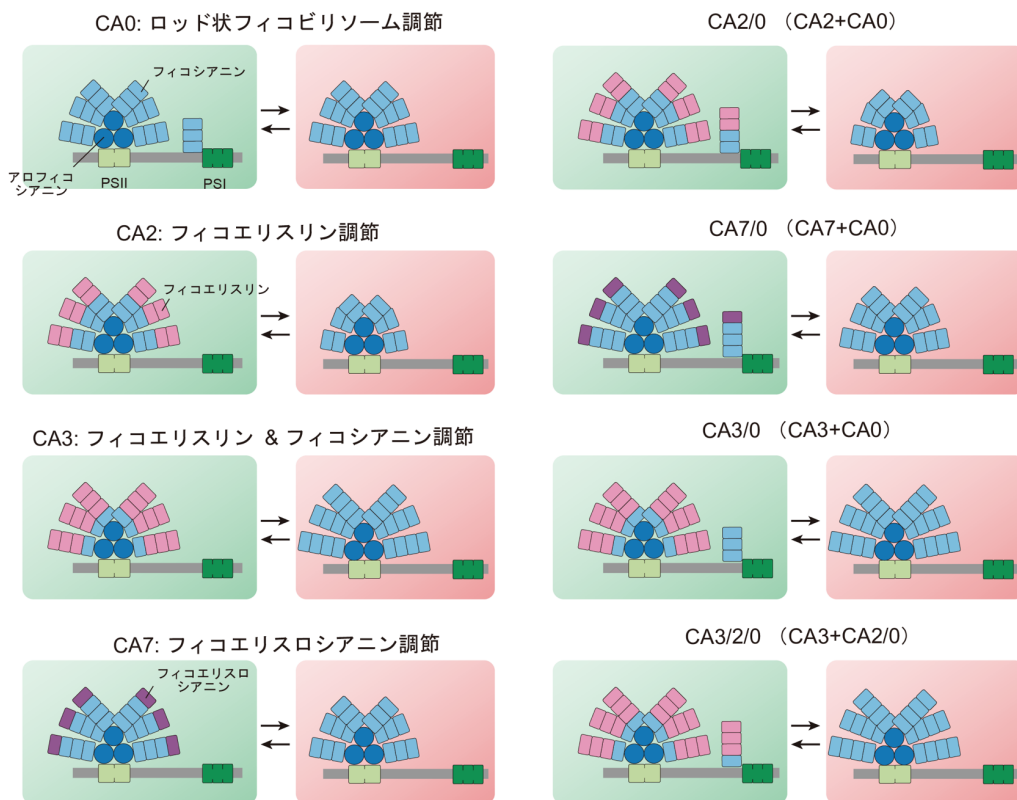 CA0: ロッド状フィコビリソーム調節
フィコシアニン
アロフィコ
シアニン
PSII
PSI
CA2/0 （CA2+CA0）
CA2: フィコエリスリン調節
フィコエリスリン
CA7/0 （CA7+CA0）
CA3: フィコエリスリン & フィコシアニン調節
CA3/0 （CA3+CA0）
CA7: フィコエリスロシアニン調節
フィコエリスロ
シアニン
CA3/2/0 （CA3+CA2/0）